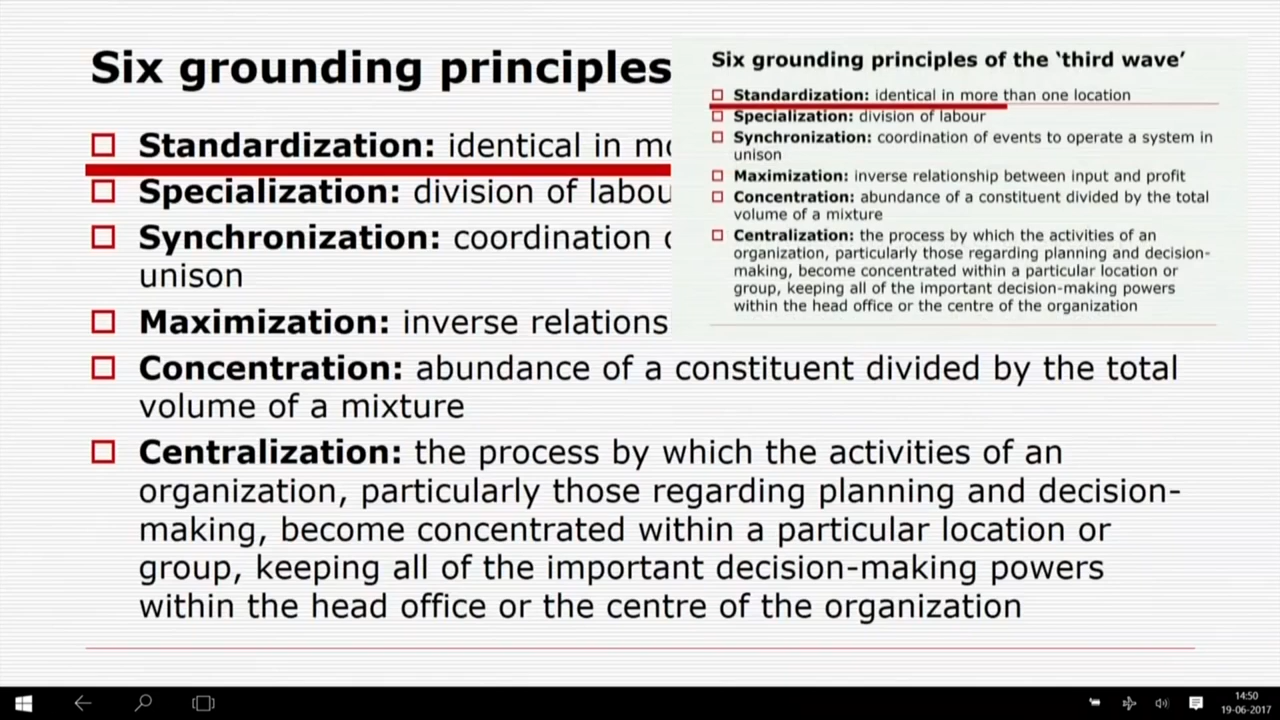 Six grounding principles
Standardization: identical in mo
Specialization: division of labou
Synchronization: coordination
unison
Maximization: inverse relations
Concentration: abundance of a constituent divided by the total
volume of a mixture
Centralization: the process by which the activities of an
organization, particularly those regarding planning and decision-
making, become concentrated within a particular location or
group, keeping all of the important decision-making powers
within the head office or the centre of the organization
Six grounding principles of the ‘third wave’
Standardization: identical in more than one location
Specialization: division of labour
Synchronization: coordination of events to operate a system in
unison
Maximization: inverse relationship between input and profit
Concentration: abundance of a constituent divided by the total
volume of a mixture
Centralization: the process by which the activities of an
organization, particularly those regarding planning and decision-
making, become concentrated within a particular location or
group, keeping all of the important decision-making powers
within the head office or the centre of the organization
14:50
19-06-2017